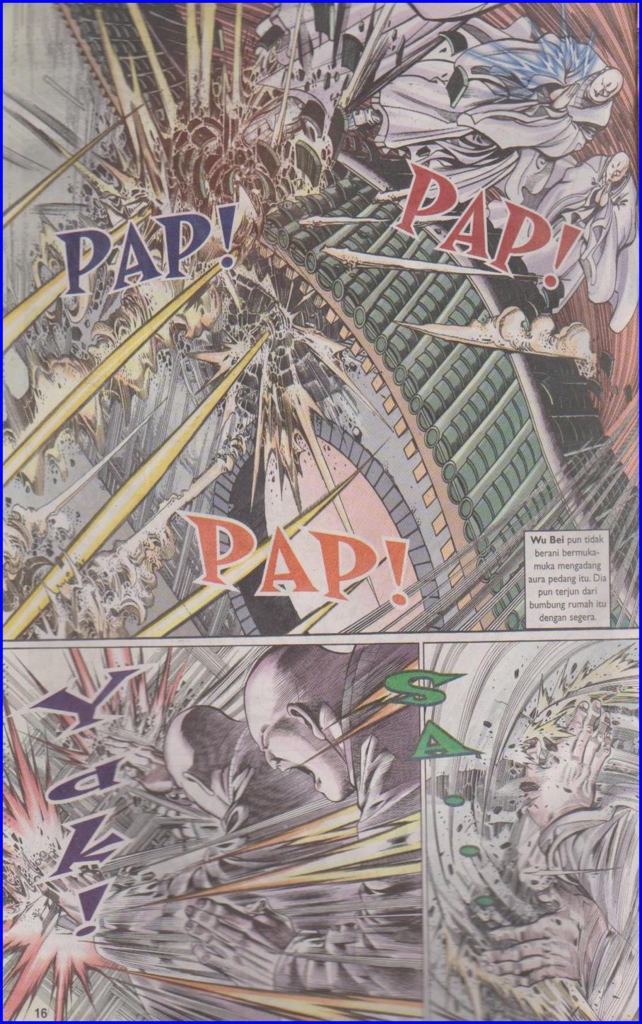 PAP!
PAP!
PAP!
Wu Bei pun tidak
berani bermuka-
muka mengadang
aura pedang itu. Dia
pun terjun dari
bumbung rumah itu
dengan segera.
YaK!
SA...
16